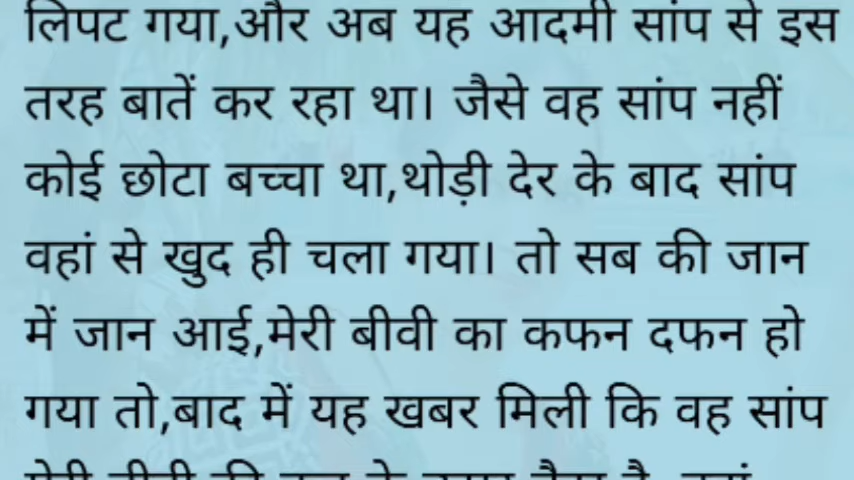 लिपट गया,और अब यह आदमी सांप से इस
तरह बातें कर रहा था। जैसे वह सांप नहीं
कोई छोटा बच्चा था,थोड़ी देर के बाद सांप
वहां से खुद ही चला गया। तो सब की जान
में जान आई,मेरी बीवी का कफन दफन हो
गया तो,बाद में यह खबर मिली कि वह सांप